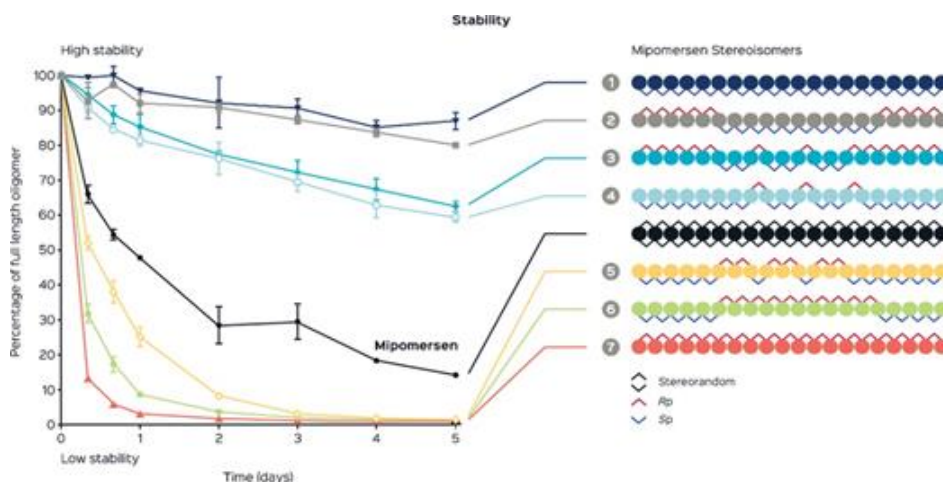 Stability
High stability
Mipomersen Stereoisomers
Percentage of full length oligomer
100
90
80
70
60
50
40
30
20
10
0
0
1
2
3
4
5
Mipomersen
Low stability
Time (days)
1
2
3
4
5
6
7
Stereorandom
Rp
Sp